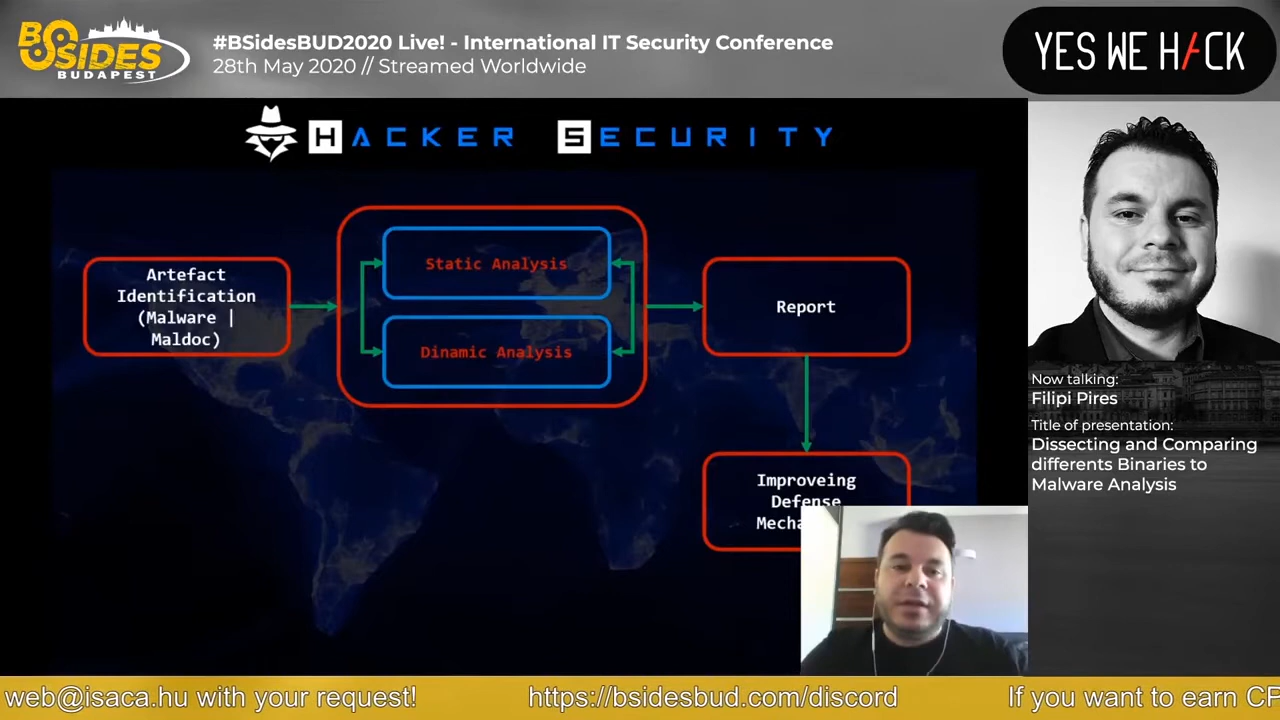 BSIDES
BUDAPEST
#BSidesBUD2020 Live! - International IT Security Conference
28th May 2020 // Streamed Worldwide
YES WE H/CK
HACKER SECURITY
Artefact
Identification
(Malware |
Maldoc)
Static Analysis
Dinamic Analysis
Report
Improveing
Defense
Now talking:
Filipi Pires
Title of presentation:
Dissecting and Comparing
differents Binaries to
Malware Analysis
web@isaca.hu with your request!
https://bsidesbud.com/discord
If you want to earn